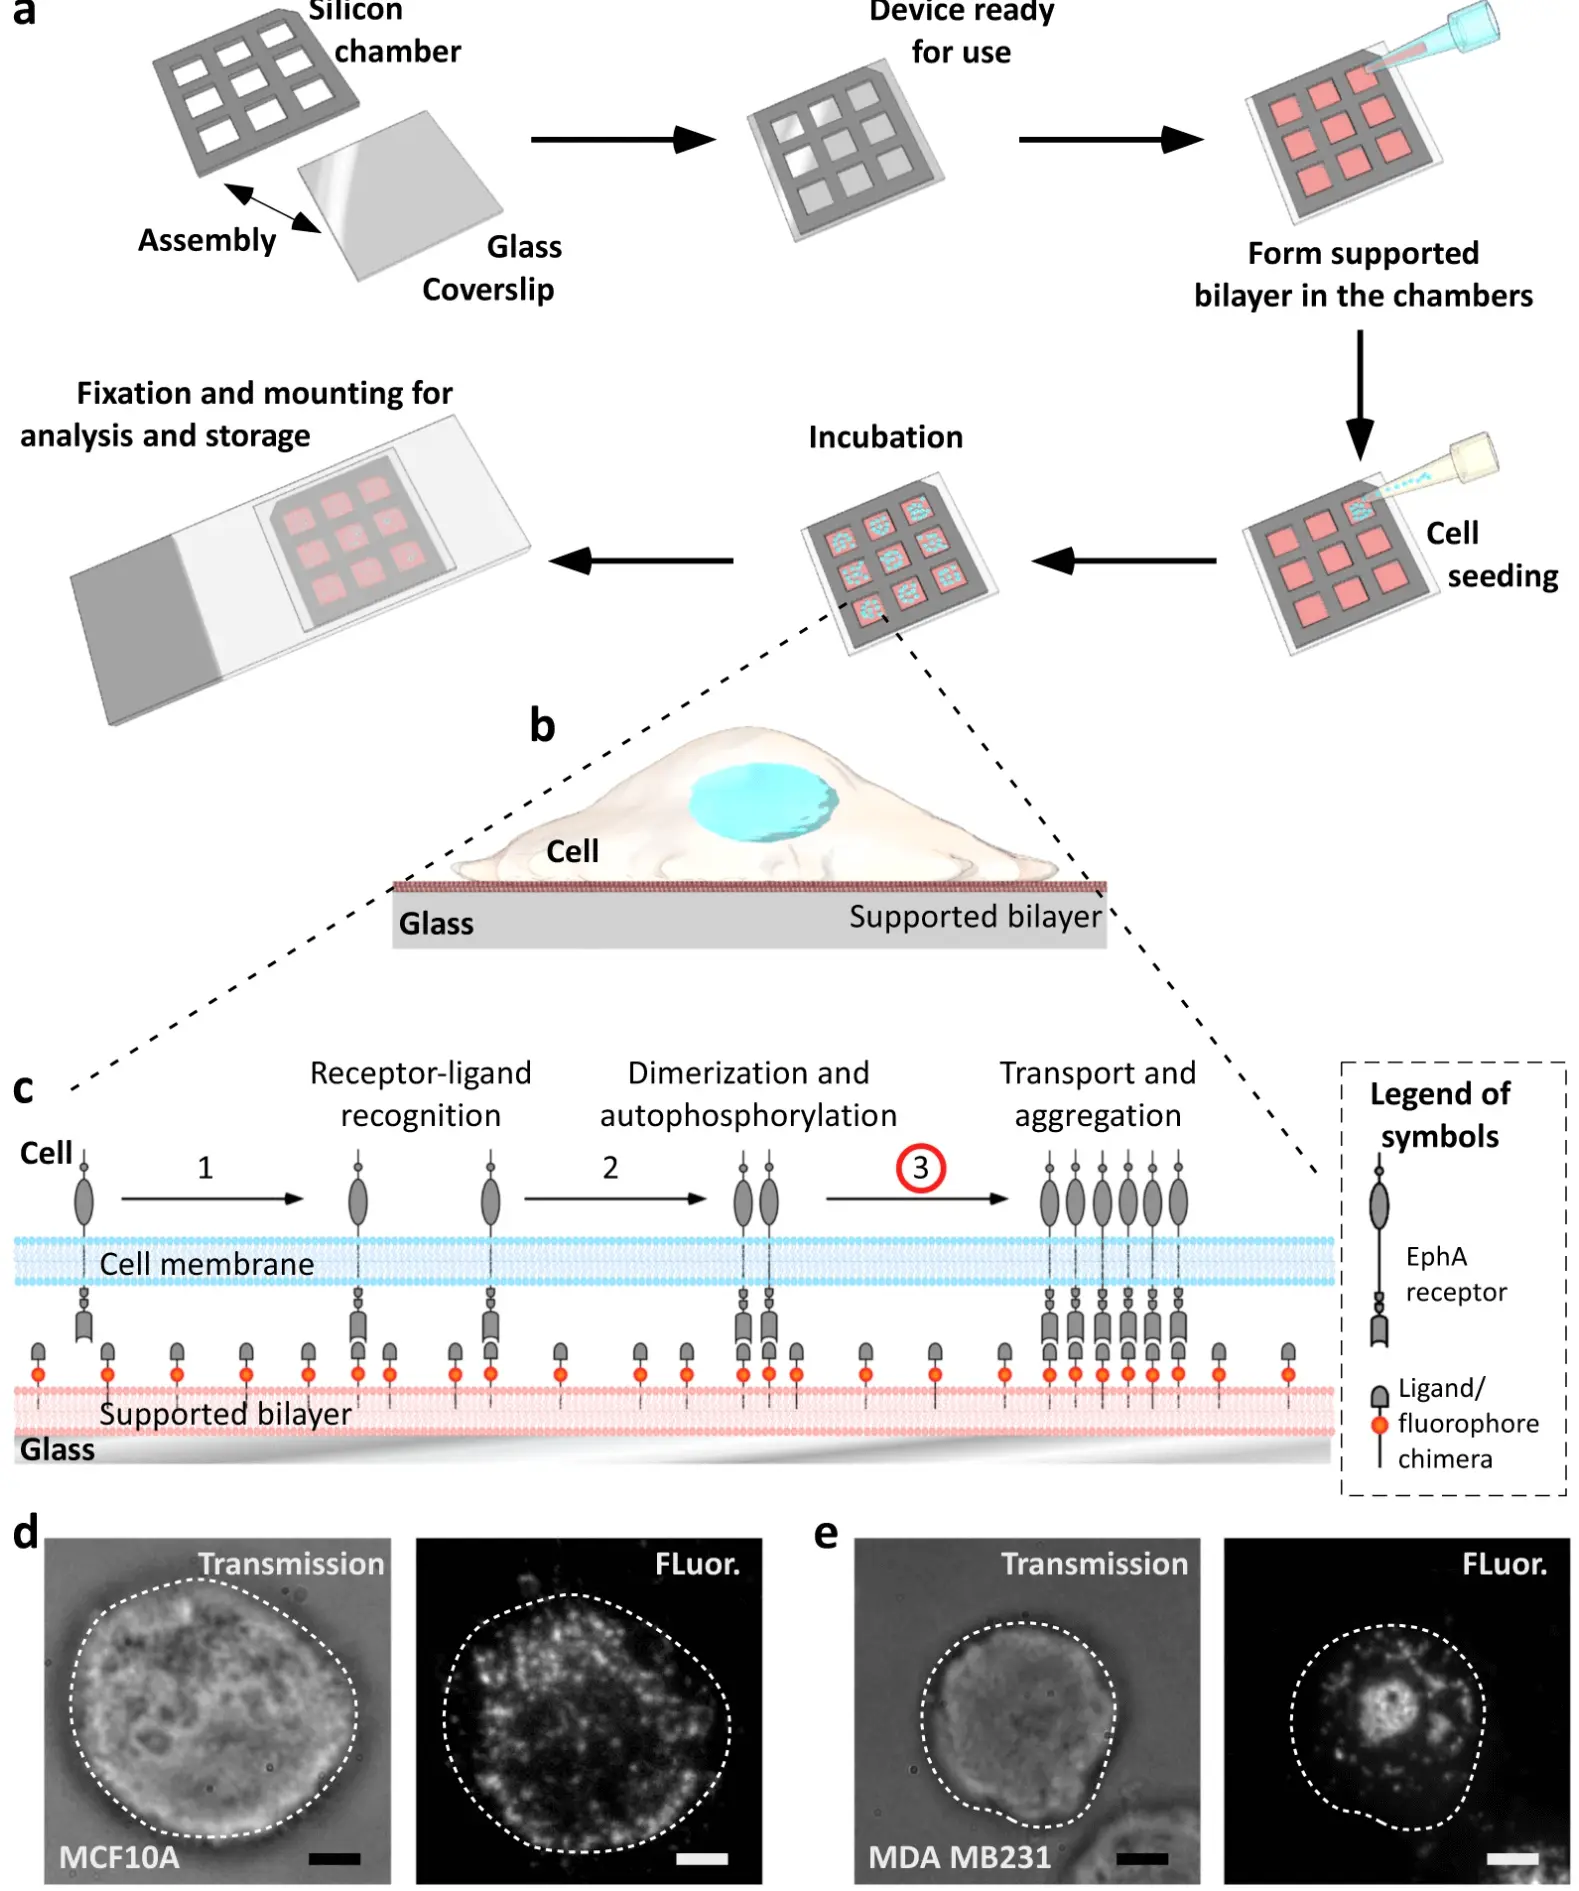 a
Silicon
chamber
Device ready
for use
Assembly
Glass
Coverslip
Form supported
bilayer in the chambers
Fixation and mounting for
analysis and storage
Incubation
Cell
seeding
b
Cell
Glass
Supported bilayer
c
Receptor-ligand
recognition
Dimerization and
autophosphorylation
Transport and
aggregation
Cell
1
2
3
Cell membrane
Supported bilayer
Glass
Legend of
symbols
EphA
receptor
Ligand/
fluorophore
chimera
d
Transmission
FLuor.
MCF10A
e
Transmission
FLuor.
MDA MB231